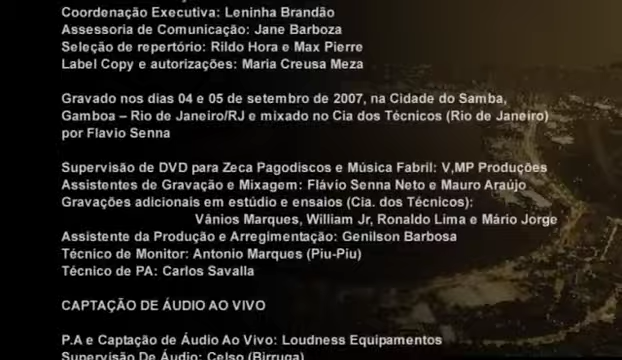 Coordenação Executiva: Leninha Brandão
Assessoria de Comunicação: Jane Barboza
Seleção de repertório: Rildo Hora e Max Pierre
Label Copy e autorizações: Maria Creusa Meza
Gravado nos dias 04 e 05 de setembro de 2007, na Cidade do Samba,
Gamboa – Rio de Janeiro/RJ e mixado no Cia dos Técnicos (Rio de Janeiro)
por Flavio Senna
Supervisão de DVD para Zeca Pagodiscos e Música Fabril: V,MP Produções
Assistentes de Gravação e Mixagem: Flávio Senna Neto e Mauro Araújo
Gravações adicionais em estúdio e ensaios (Cia. dos Técnicos):
Vânios Marques, William Jr, Ronaldo Lima e Mário Jorge
Assistente da Produção e Arregimentação: Genilson Barbosa
Técnico de Monitor: Antonio Marques (Piu-Piu)
Técnico de PA: Carlos Savalla
CAPTAÇÃO DE ÁUDIO AO VIVO
P.A e Captação de Áudio Ao Vivo: Loudness Equipamentos
Supervisão De Áudio: Celso (Birruga)